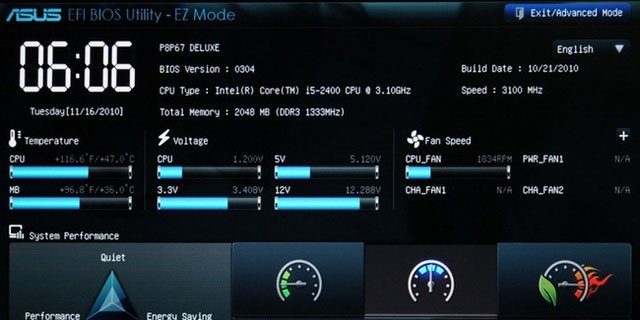 ASUS EFI BIOS Utility - EZ Mode
Exit/Advanced Mode
06:06
Tuesday[11/16/2010]
P8P67 DELUXE
English
BIOS Version : 0304
Build Date : 10/21/2010
CPU Type : Intel(R) Core(TM) i5-2400 CPU @ 3.10GHz
Speed : 3100 MHz
Total Memory : 2048 MB (DDR3 1333MHz)
Temperature
CPU +116.6°F/+47.0°C
MB +96.8°F/+36.0°C
Voltage
CPU 1.200V 5V 5.120V
3.3V 3.408V 12V 12.288V
Fan Speed
CPU_FAN 1834RPM PWR_FAN1 N/A
CHA_FAN1 N/A CHA_FAN2 N/A
System Performance
Quiet
Performance Energy Saving